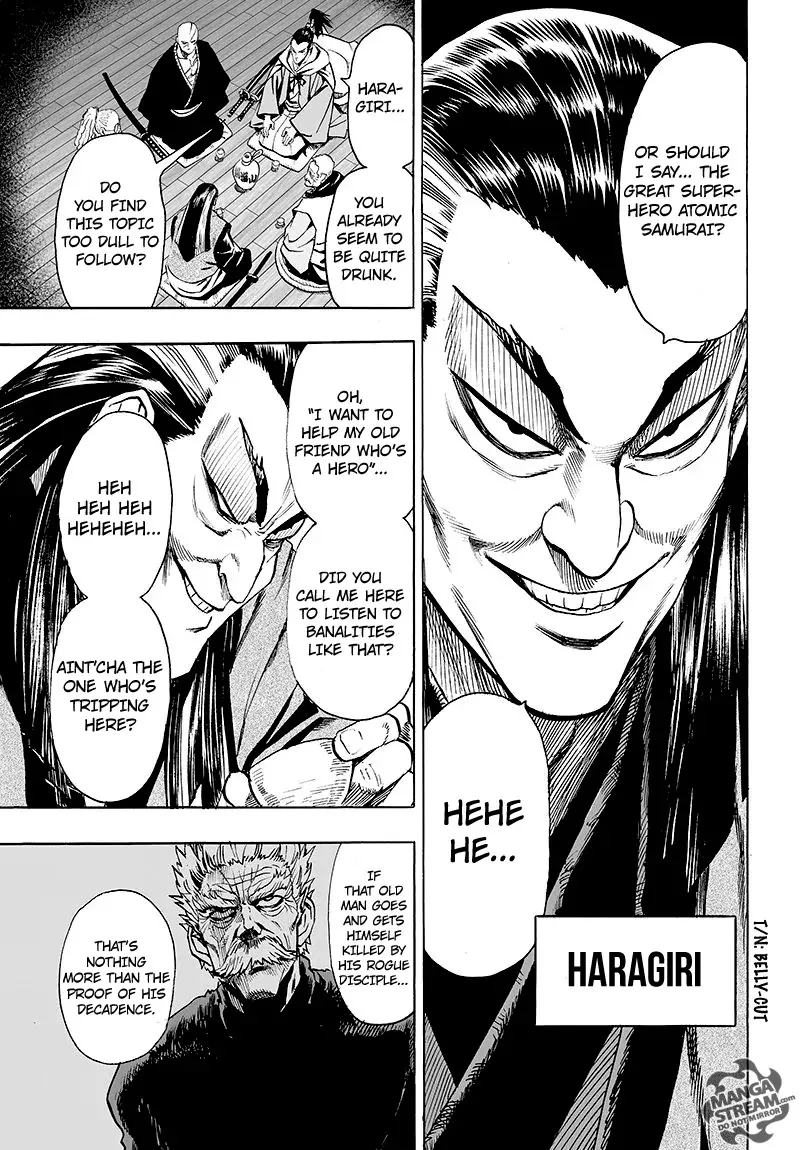 OR SHOULD
I SAY... THE
GREAT SUPER-
HERO ATOMIC
SAMURAI?
HEHE
HE...
HARAGIRI
T/N: BELLY-CUT
HARA-
GIRI...
YOU
ALREADY
SEEM TO
BE QUITE
DRUNK.
DO
YOU FIND
THIS TOPIC
TOO DULL TO
FOLLOW?
OH,
"I WANT TO
HELP MY OLD
FRIEND WHO'S
A HERO"...
DID YOU
CALL ME HERE
TO LISTEN TO
BANALITIES
LIKE THAT?
HEH
HEH HEH
HEHEHEH...
AINT'CHA THE
ONE WHO'S
TRIPPING
HERE?
IF
THAT OLD
MAN GOES
AND GETS
HIMSELF
KILLED BY
HIS ROGUE
DISCIPLE...
THAT'S
NOTHING
MORE THAN
THE PROOF
OF HIS
DECADENCE.
MANGA
STREAM.com
DO NOT MIRROR